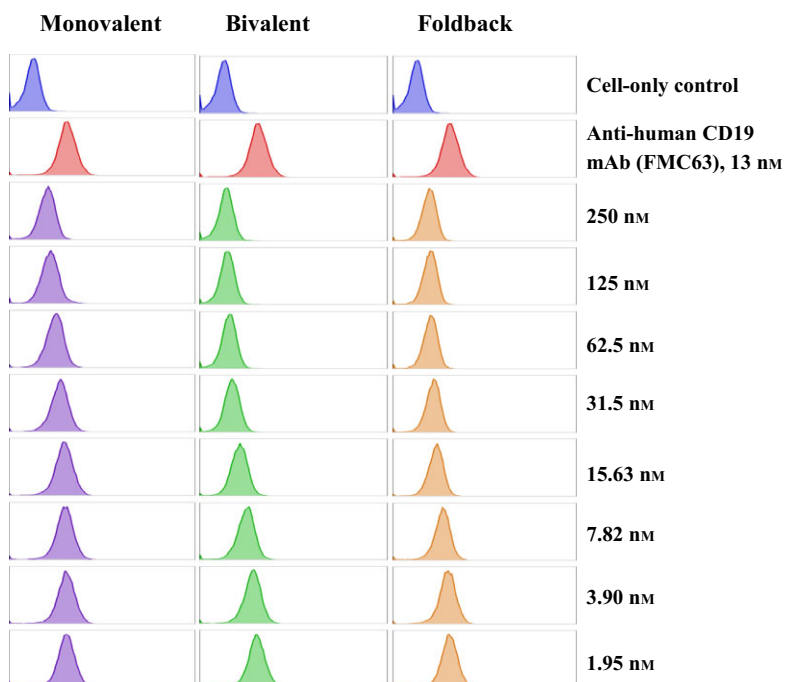 Monovalent Bivalent Foldback
Cell-only control
Anti-human CD19
mAb (FMC63), 13 nM
250 nM
125 nM
62.5 nM
31.5 nM
15.63 nM
7.82 nM
3.90 nM
1.95 nM